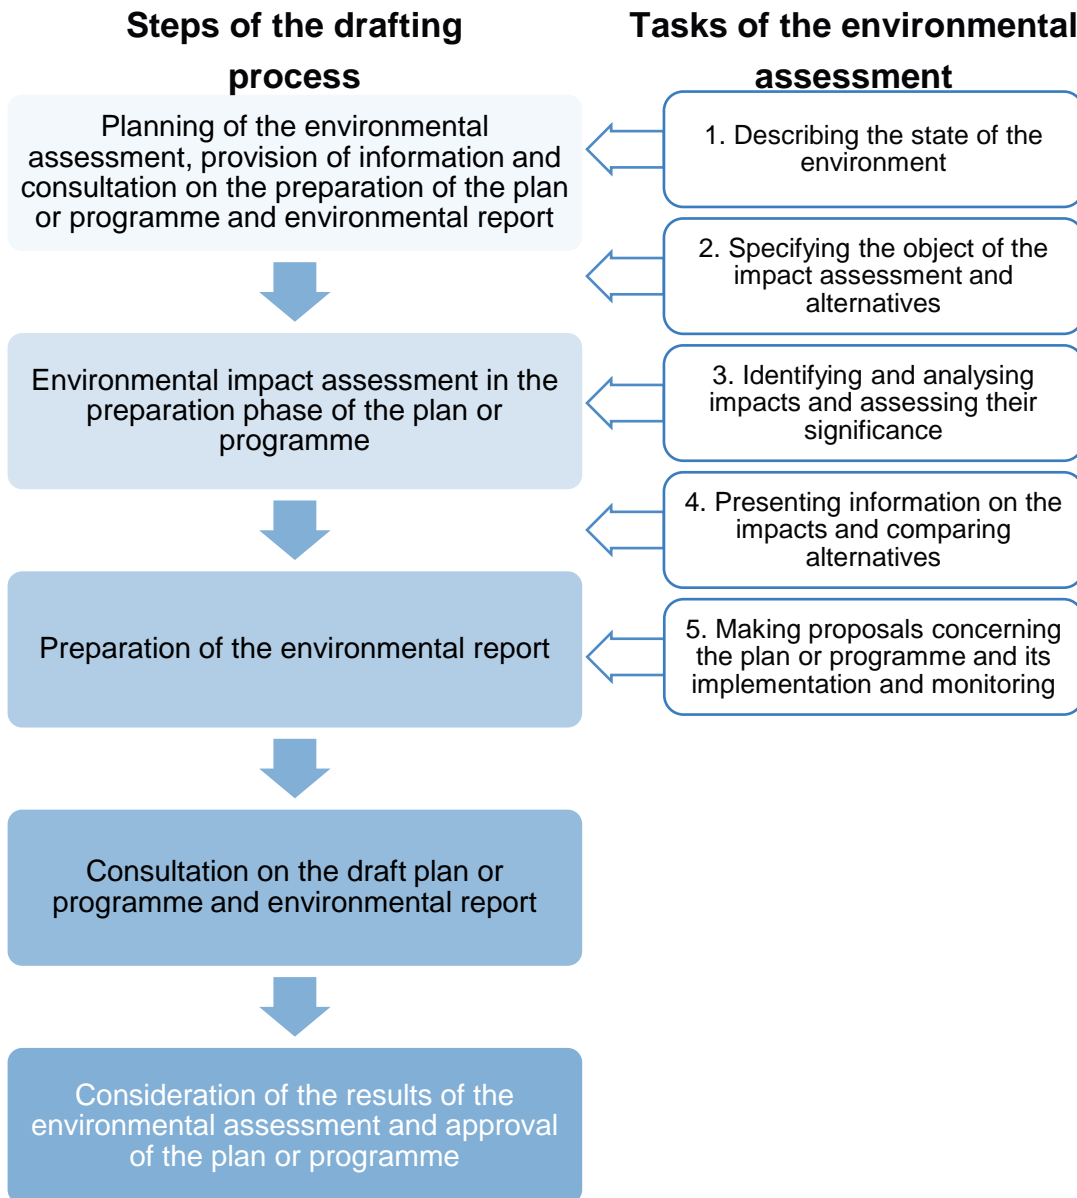 Steps of the drafting
process
Planning of the environmental
assessment, provision of information and
consultation on the preparation of the plan
or programme and environmental report
Environmental impact assessment in the
preparation phase of the plan or
programme
Preparation of the environmental report
Consultation on the draft plan or
programme and environmental report
Consideration of the results of the
environmental assessment and approval
of the plan or programme
Tasks of the environmental
assessment
1. Describing the state of the
environment
2. Specifying the object of the
impact assessment and
alternatives
3. Identifying and analysing
impacts and assessing their
significance
4. Presenting information on the
impacts and comparing
alternatives
5. Making proposals concerning
the plan or programme and its
implementation and monitoring